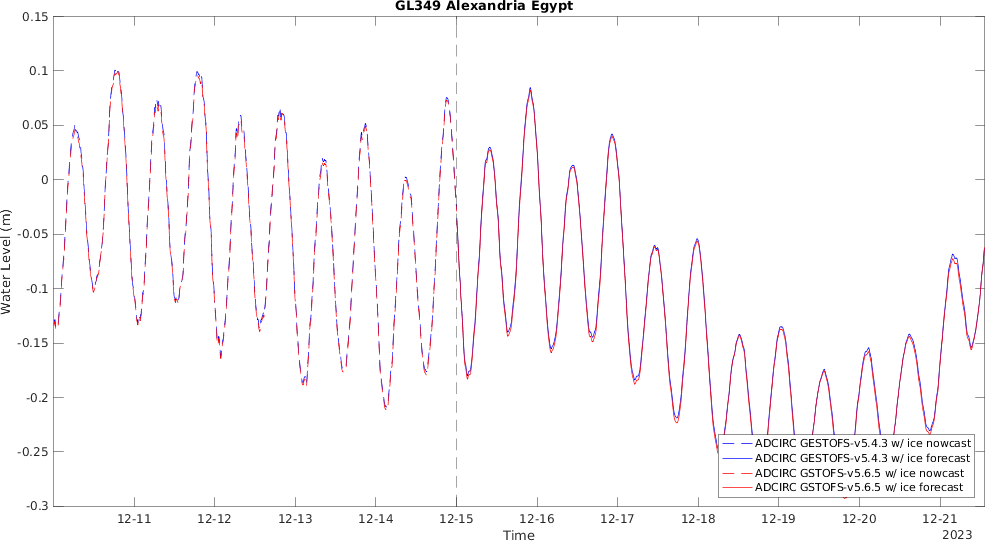 GL349 Alexandria Egypt
0.15
0.1
0.05
0
-0.05
-0.1
-0.15
-0.2
-0.25
-0.3
Water Level (m)
ADCIRC GESTOFS-v5.4.3 w/ ice nowcast
ADCIRC GESTOFS-v5.4.3 w/ ice forecast
ADCIRC GSTOFS-v5.6.5 w/ ice nowcast
ADCIRC GSTOFS-v5.6.5 w/ ice forecast
12-11 12-12 12-13 12-14 12-15 12-16 12-17 12-18 12-19 12-20 12-21
Time
2023